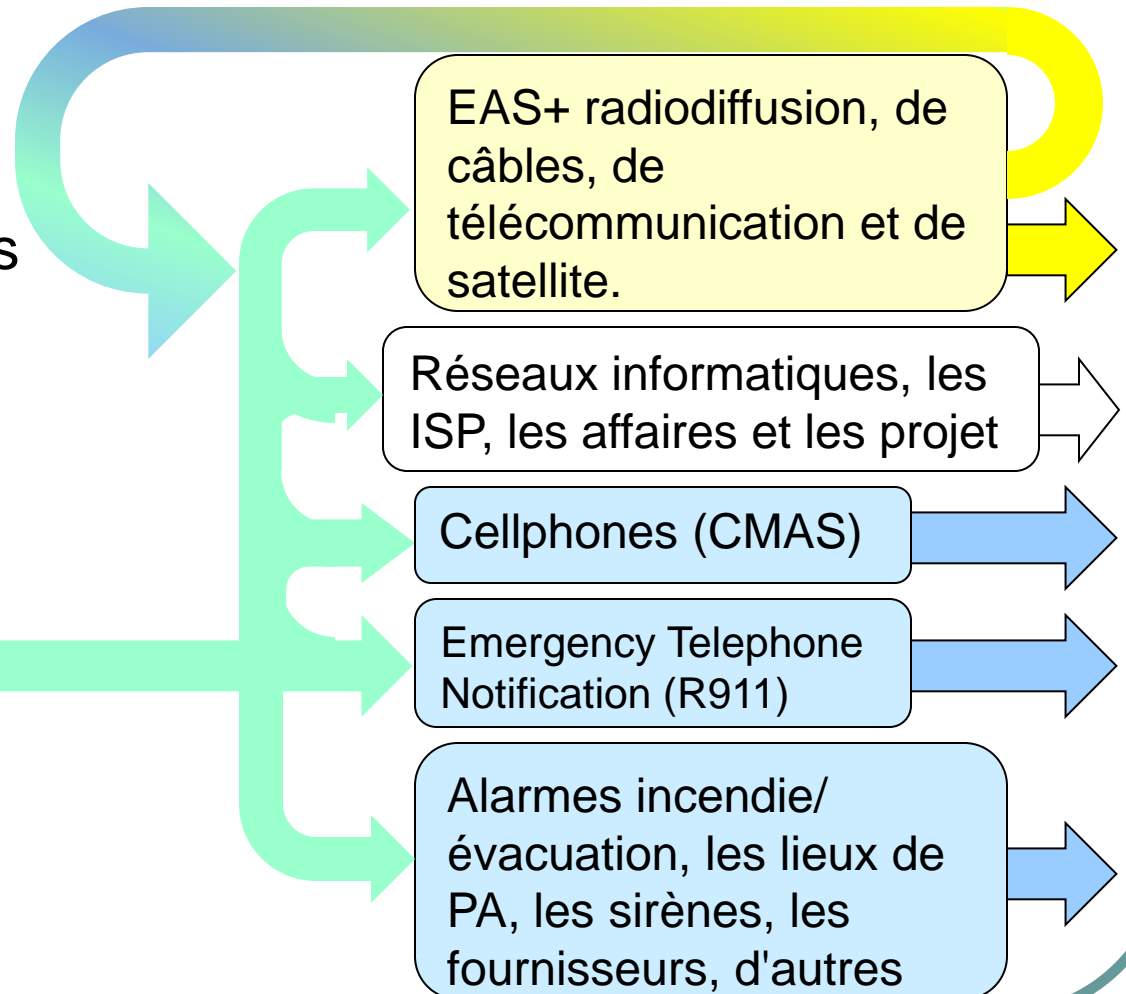 EAS+ radiodiffusion, de
câbles, de
télécommunication et de
satellite.
s
Réseaux informatiques, les
ISP, les affaires et les projet
Cellphones (CMAS)
Emergency Telephone
Notification (R911)
Alarmes incendie/
évacuation, les lieux de
PA, les sirènes, les
fournisseurs, d'autres